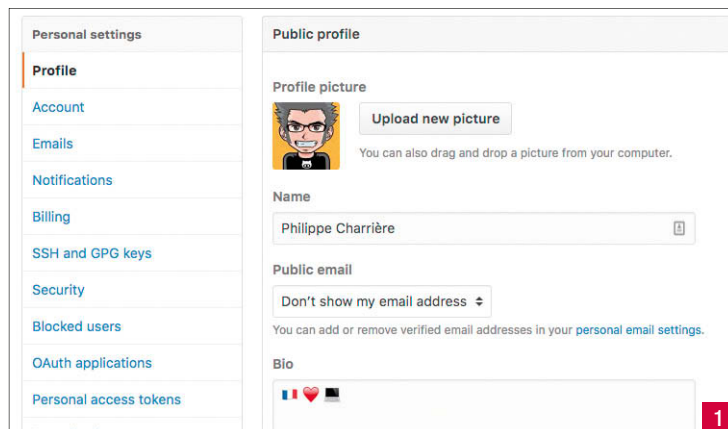 Personal settings
Profile
Account
Emails
Notifications
Billing
SSH and GPG keys
Security
Blocked users
OAuth applications
Personal access tokens
Public profile
Profile picture
Upload new picture
You can also drag and drop a picture from your computer.
Name
Philippe Charrière
Public email
Don't show my email address
You can add or remove verified email addresses in your personal email settings.
Bio
🇫🇷 ❤️ 💻
1